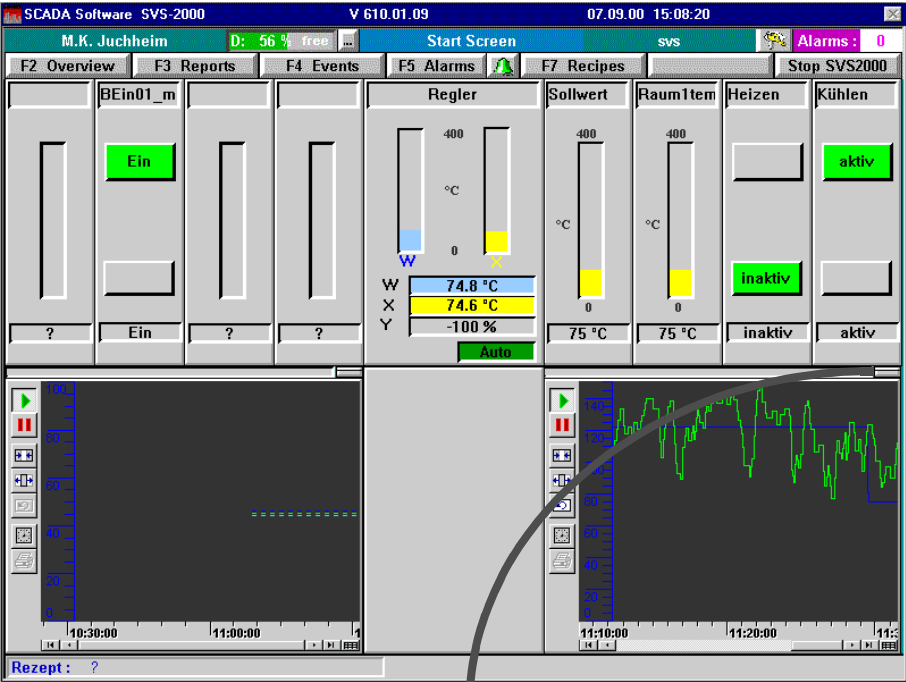 SCADA Software SVS-2000 V 610.01.09 07.09.00 15:08:20
M.K. Juchheim D: 56 % free ... Start Screen svs Alarms : 0
F2 Overview F3 Reports F4 Events F5 Alarms F7 Recipes Stop SVS2000
BEin01_m Regler Sollwert Raum1tem Heizen Kühlen
400 400 400
Ein aktiv
°C
°C °C
0
W X
inaktiv
W 74.8 °C
X 74.6 °C
0 0
Y -100 %
? Ein ? ? 75 °C 75 °C inaktiv aktiv
Auto
100
80
60
40
20
0
10:30:00 11:00:00 1
140
120
100
80
60
40
20
0
11:10:00 11:20:00 11:3
Rezept : ?